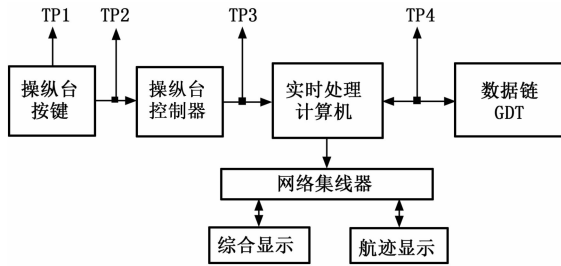 TP1 TP2 TP3 TP4
操纵台
按键
操纵台
控制器
实时处理
计算机
数据链
GDT
网络集线器
综合显示
航迹显示